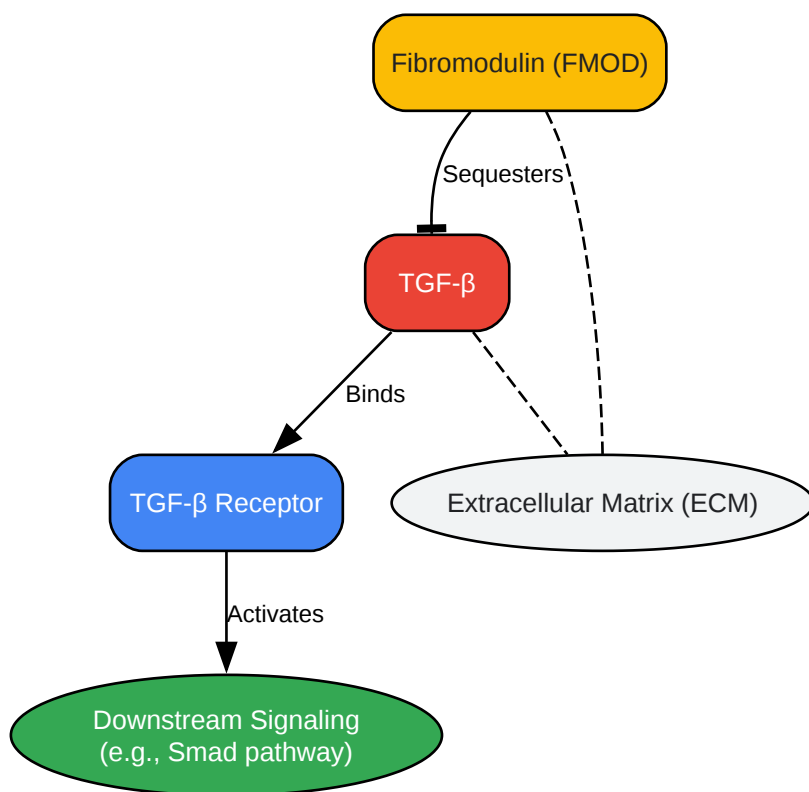 Fibromodulin (FMOD)
Sequesters
TGF-β
Binds
TGF-β Receptor
Extracellular Matrix (ECM)
Activates
Downstream Signaling
(e.g., Smad pathway)